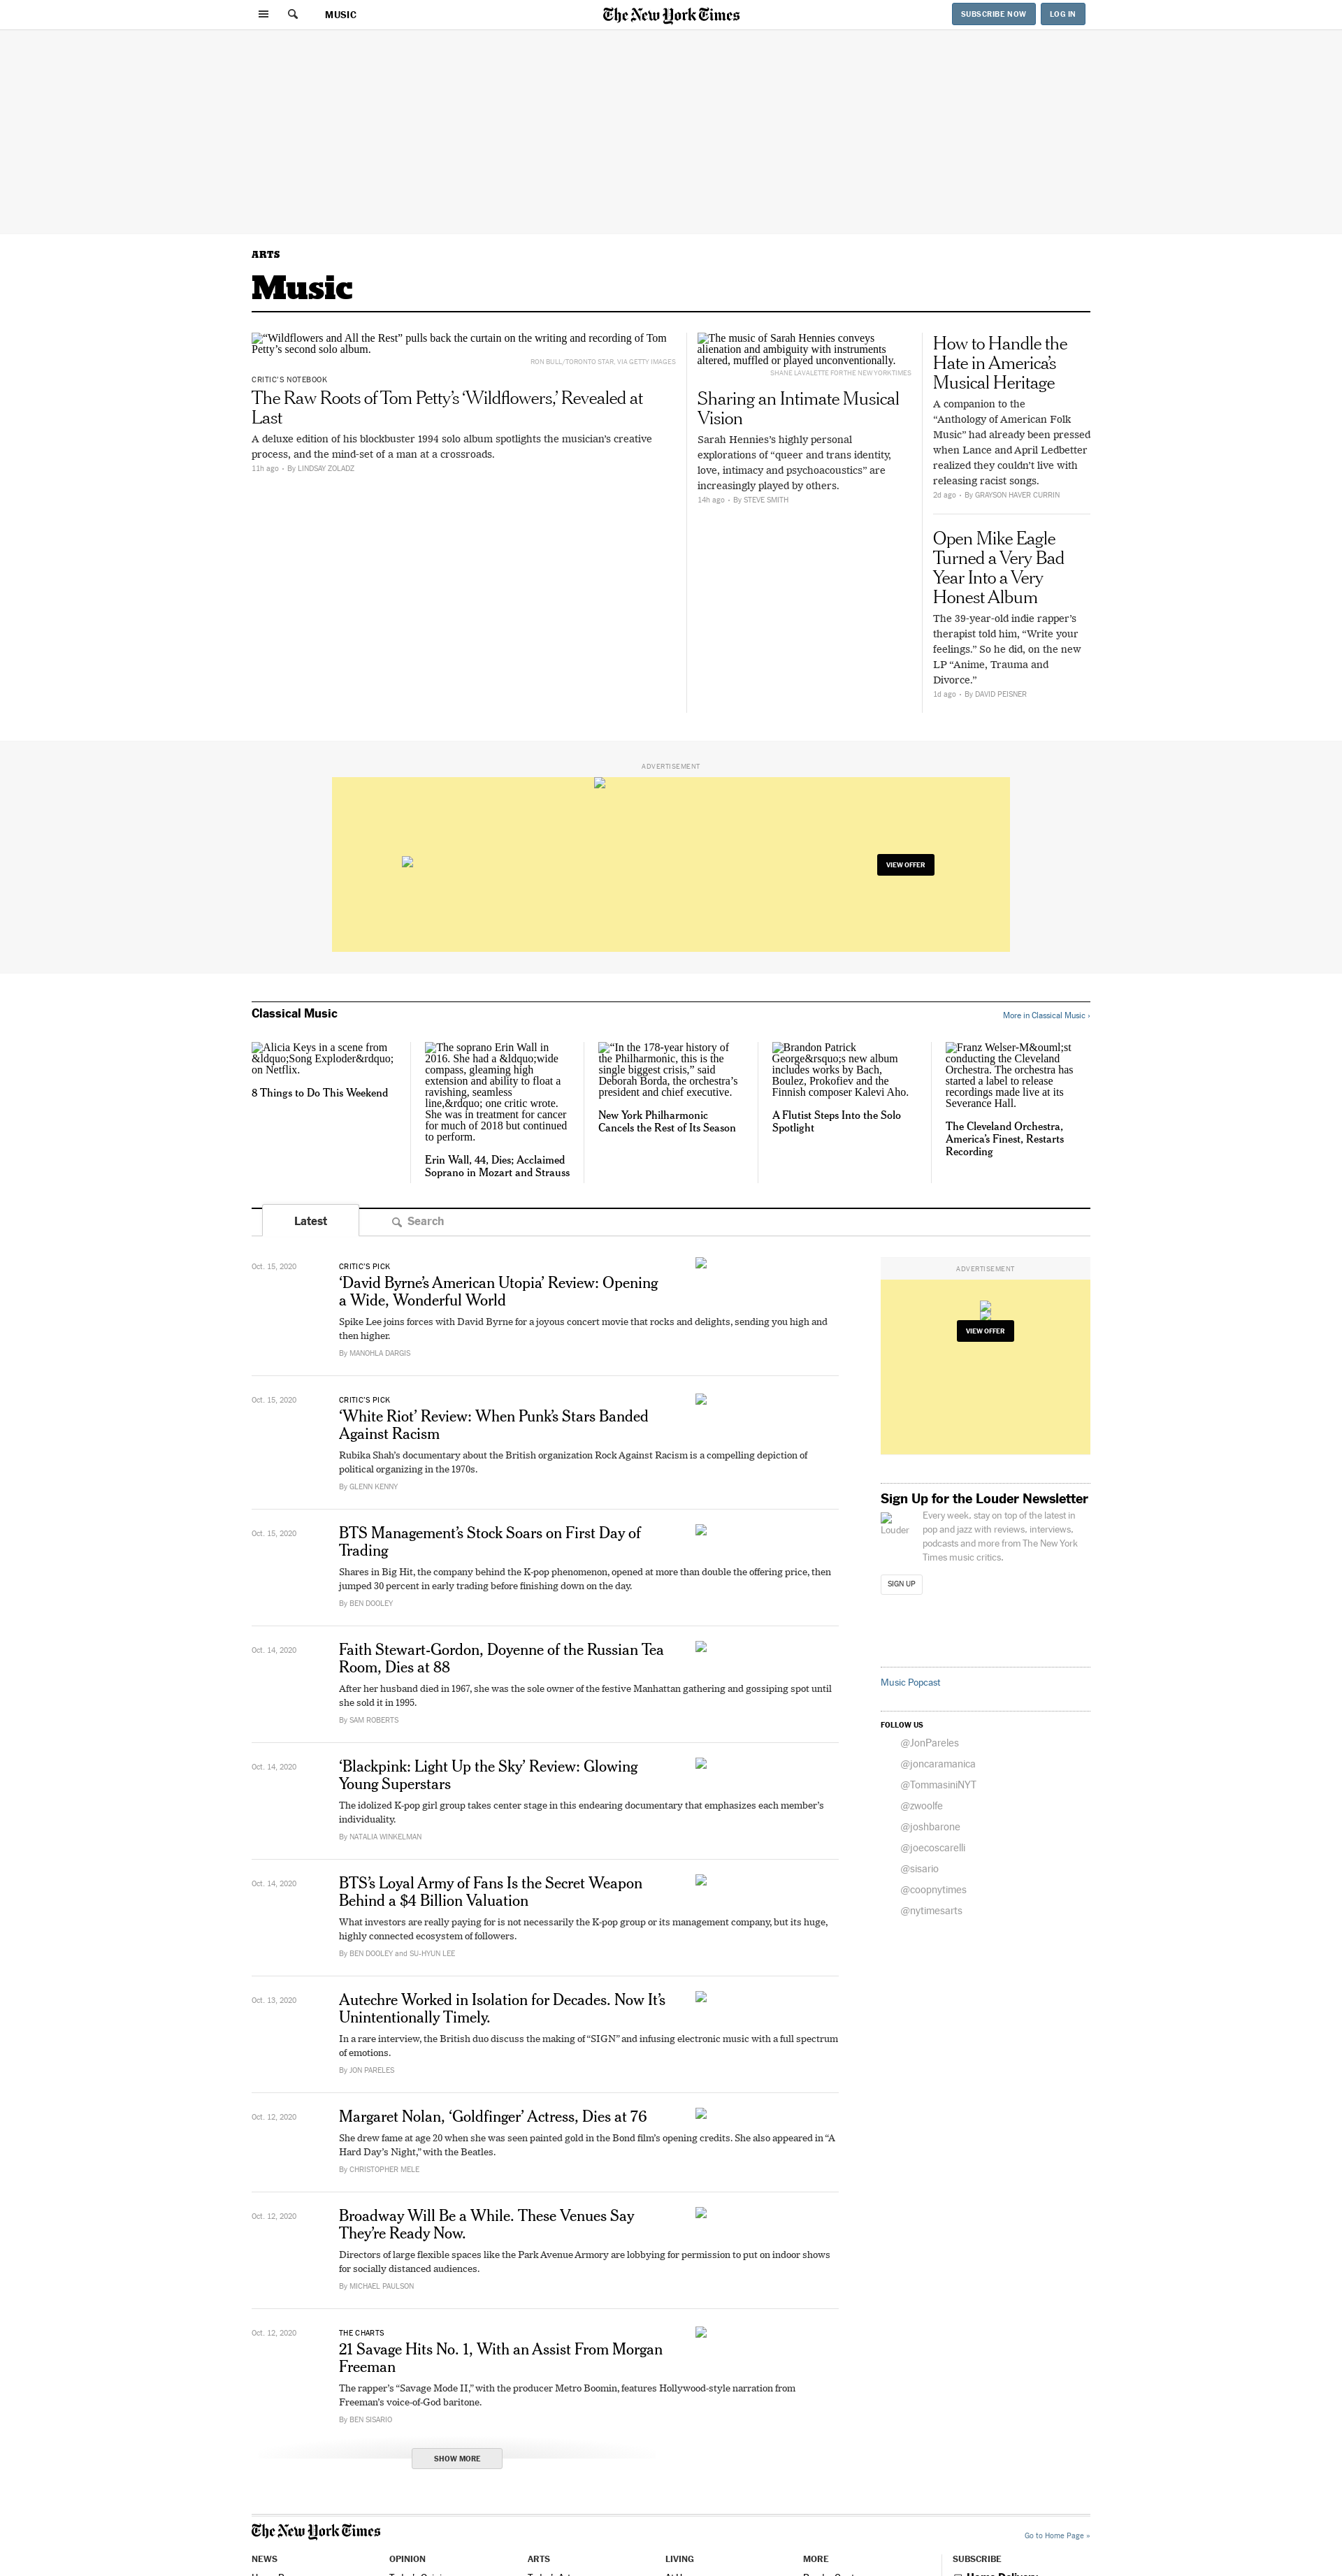 MUSIC
The New York Times
SUBSCRIBE NOW
LOG IN
ARTS
Music
“Wildflowers and All the Rest” pulls back the curtain on the writing and recording of Tom
Petty’s second solo album.
RON BULL/TORONTO STAR, VIA GETTY IMAGES
CRITIC’S NOTEBOOK
The Raw Roots of Tom Petty’s ‘Wildflowers,’ Revealed at
Last
A deluxe edition of his blockbuster 1994 solo album spotlights the musician’s creative
process, and the mind-set of a man at a crossroads.
11h ago • By LINDSAY ZOLADZ
The music of Sarah Hennies conveys
alienation and ambiguity with instruments
altered, muffled or played unconventionally.
SHANE LAVALETTE FOR THE NEW YORK TIMES
Sharing an Intimate Musical
Vision
Sarah Hennies’s highly personal
explorations of “queer and trans identity,
love, intimacy and psychoacoustics” are
increasingly played by others.
14h ago • By STEVE SMITH
How to Handle the
Hate in America’s
Musical Heritage
A companion to the
“Anthology of American Folk
Music” had already been pressed
when Lance and April Ledbetter
realized they couldn’t live with
releasing racist songs.
2d ago • By GRAYSON HAVER CURRIN
Open Mike Eagle
Turned a Very Bad
Year Into a Very
Honest Album
The 39-year-old indie rapper’s
therapist told him, “Write your
feelings.” So he did, on the new
LP “Anime, Trauma and
Divorce.”
1d ago • By DAVID PEISNER
ADVERTISEMENT
VIEW OFFER
Classical Music
More in Classical Music ›
Alicia Keys in a scene from
&ldquo;Song Exploder&rdquo;
on Netflix.
8 Things to Do This Weekend
The soprano Erin Wall in
2016. She had a &ldquo;wide
compass, gleaming high
extension and ability to float a
ravishing, seamless
line,&rdquo; one critic wrote.
She was in treatment for cancer
for much of 2018 but continued
to perform.
Erin Wall, 44, Dies; Acclaimed
Soprano in Mozart and Strauss
“In the 178-year history of
the Philharmonic, this is the
single biggest crisis,” said
Deborah Borda, the orchestra’s
president and chief executive.
New York Philharmonic
Cancels the Rest of Its Season
Brandon Patrick
George&rsquo;s new album
includes works by Bach,
Boulez, Prokofiev and the
Finnish composer Kalevi Aho.
A Flutist Steps Into the Solo
Spotlight
Franz Welser-M&ouml;st
conducting the Cleveland
Orchestra. The orchestra has
started a label to release
recordings made live at its
Severance Hall.
The Cleveland Orchestra,
America’s Finest, Restarts
Recording
Latest
Search
Oct. 15, 2020
CRITIC’S PICK
‘David Byrne’s American Utopia’ Review: Opening
a Wide, Wonderful World
Spike Lee joins forces with David Byrne for a joyous concert movie that rocks and delights, sending you high and
then higher.
By MANOHLA DARGIS
Oct. 15, 2020
CRITIC’S PICK
‘White Riot’ Review: When Punk’s Stars Banded
Against Racism
Rubika Shah’s documentary about the British organization Rock Against Racism is a compelling depiction of
political organizing in the 1970s.
By GLENN KENNY
Oct. 15, 2020
BTS Management’s Stock Soars on First Day of
Trading
Shares in Big Hit, the company behind the K-pop phenomenon, opened at more than double the offering price, then
jumped 30 percent in early trading before finishing down on the day.
By BEN DOOLEY
Oct. 14, 2020
Faith Stewart-Gordon, Doyenne of the Russian Tea
Room, Dies at 88
After her husband died in 1967, she was the sole owner of the festive Manhattan gathering and gossiping spot until
she sold it in 1995.
By SAM ROBERTS
Oct. 14, 2020
‘Blackpink: Light Up the Sky’ Review: Glowing
Young Superstars
The idolized K-pop girl group takes center stage in this endearing documentary that emphasizes each member’s
individuality.
By NATALIA WINKELMAN
Oct. 14, 2020
BTS’s Loyal Army of Fans Is the Secret Weapon
Behind a $4 Billion Valuation
What investors are really paying for is not necessarily the K-pop group or its management company, but its huge,
highly connected ecosystem of followers.
By BEN DOOLEY and SU-HYUN LEE
Oct. 13, 2020
Autechre Worked in Isolation for Decades. Now It’s
Unintentionally Timely.
In a rare interview, the British duo discuss the making of “SIGN” and infusing electronic music with a full spectrum
of emotions.
By JON PARELES
Oct. 12, 2020
Margaret Nolan, ‘Goldfinger’ Actress, Dies at 76
She drew fame at age 20 when she was seen painted gold in the Bond film’s opening credits. She also appeared in “A
Hard Day’s Night,” with the Beatles.
By CHRISTOPHER MELE
Oct. 12, 2020
Broadway Will Be a While. These Venues Say
They’re Ready Now.
Directors of large flexible spaces like the Park Avenue Armory are lobbying for permission to put on indoor shows
for socially distanced audiences.
By MICHAEL PAULSON
Oct. 12, 2020
THE CHARTS
21 Savage Hits No. 1, With an Assist From Morgan
Freeman
The rapper’s “Savage Mode II,” with the producer Metro Boomin, features Hollywood-style narration from
Freeman’s voice-of-God baritone.
By BEN SISARIO
SHOW MORE
ADVERTISEMENT
VIEW OFFER
Sign Up for the Louder Newsletter
Louder
Every week, stay on top of the latest in
pop and jazz with reviews, interviews,
podcasts and more from The New York
Times music critics.
SIGN UP
Music Popcast
FOLLOW US
@JonPareles
@joncaramanica
@TommasiniNYT
@zwoolfe
@joshbarone
@joecoscarelli
@sisario
@coopnytimes
@nytimesarts
The New York Times
Go to Home Page »
NEWS
OPINION
ARTS
LIVING
MORE
SUBSCRIBE